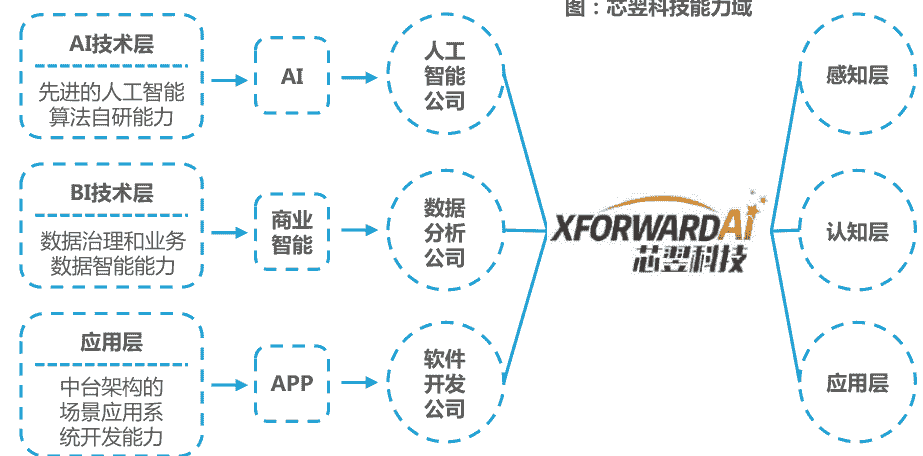 图：芯翌科技能力域
AI技术层
先进的人工智能
算法自研能力
AI
人工
智能
公司
感知层
BI技术层
数据治理和业务
数据智能能力
商业
智能
数据
分析
公司
XFORWARDAi
芯翌科技
认知层
应用层
中台架构的
场景应用系
统开发能力
APP
软件
开发
公司
应用层